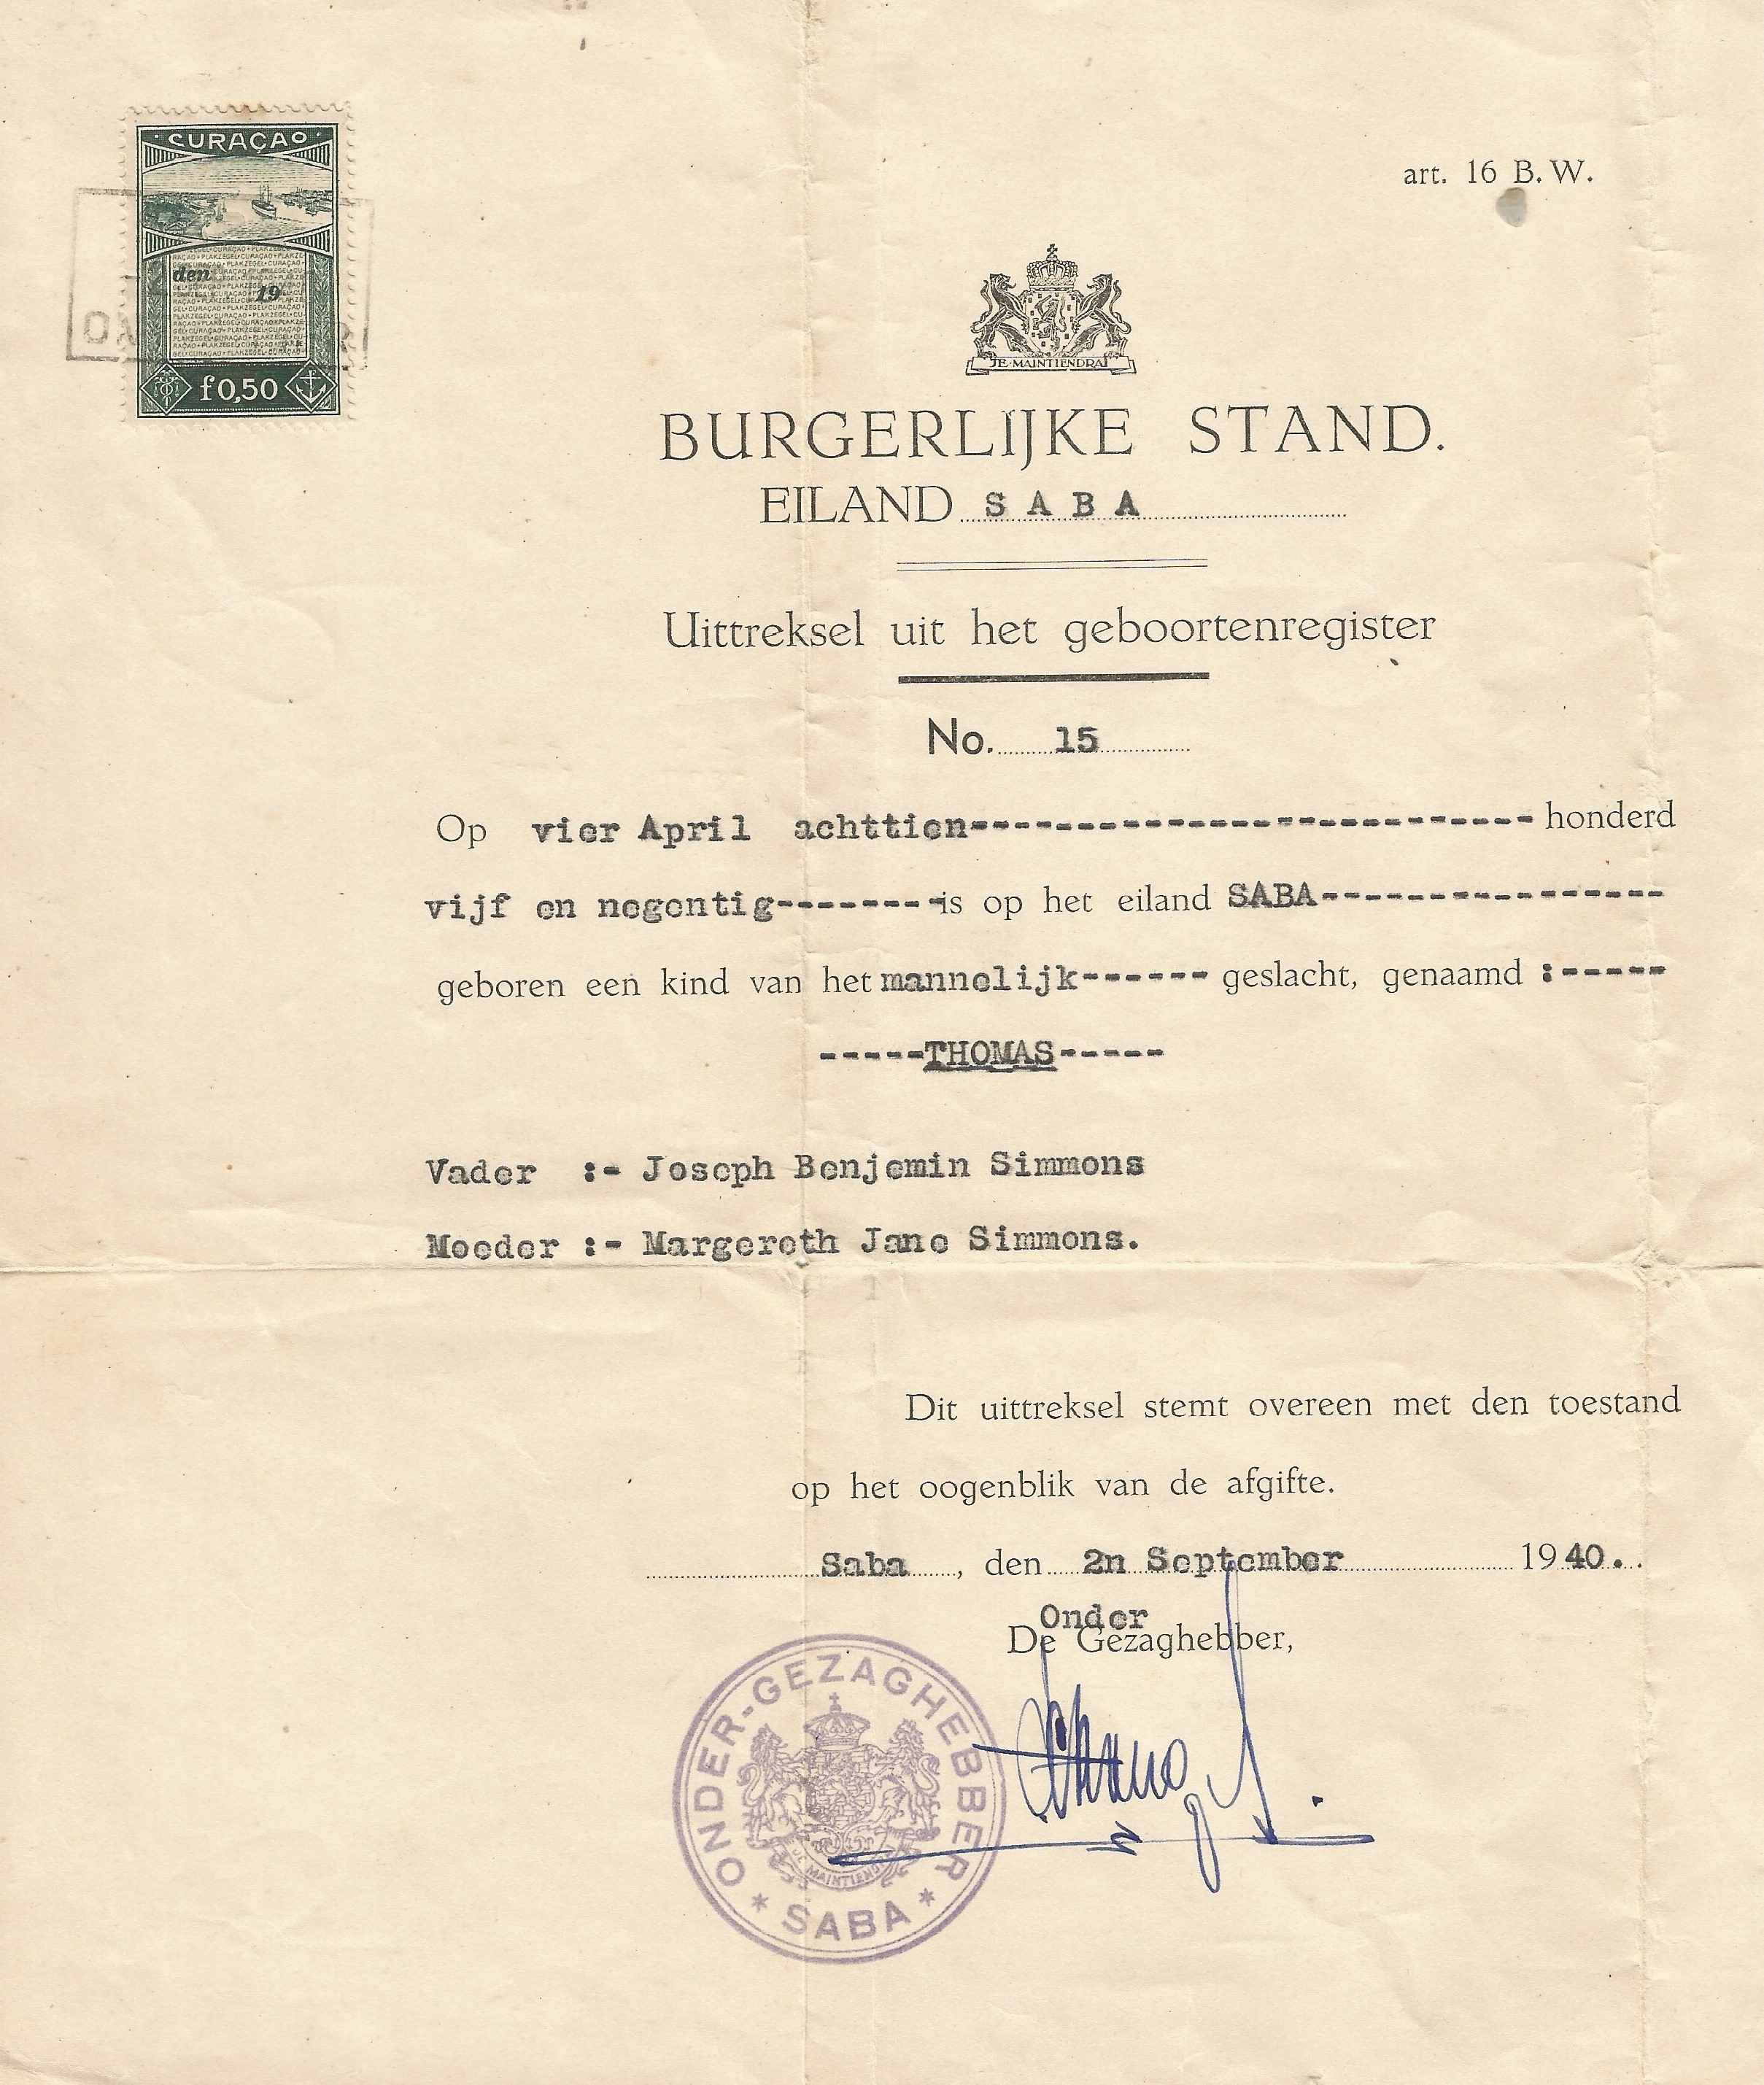 CURAÇAO
den
19
f 0,50
art. 16 B.W.
JE·MAINTIENDRAI
BURGERLIJKE STAND.
EILAND S A B A
Uittreksel uit het geboortenregister
No. 15
Op vier April achttien--------------------------- honderd
vijf en negentig--------is op het eiland SABA----------------
geboren een kind van het mannelijk------ geslacht, genaamd :-----
-----THOMAS-----
Vader :- Joseph Benjemin Simmons
Moeder :- Margereth Jane Simmons.
Dit uittreksel stemt overeen met den toestand
op het oogenblik van de afgifte.
Saba, den 2n September 1940.
Onder
De Gezaghebber,
ONDER-GEZAGHEBBER
* SABA *